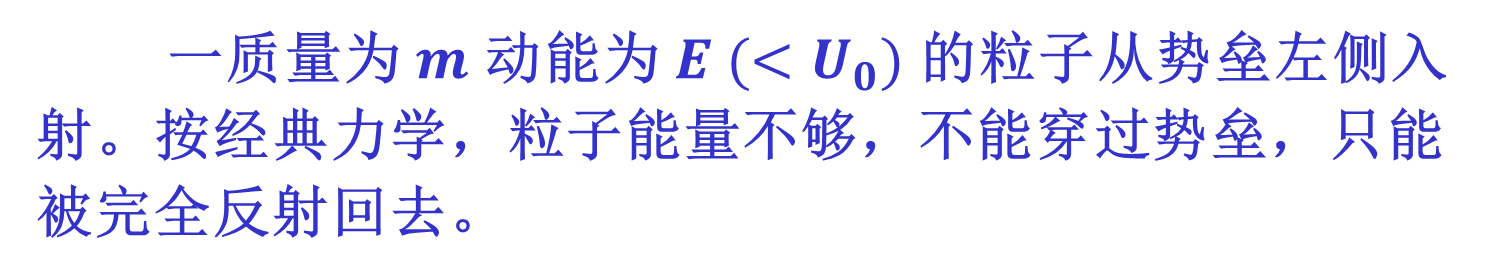 一质量为 m 动能为 E (< U₀) 的粒子从势垒左侧入
射。按经典力学，粒子能量不够，不能穿过势垒，只能
被完全反射回去。